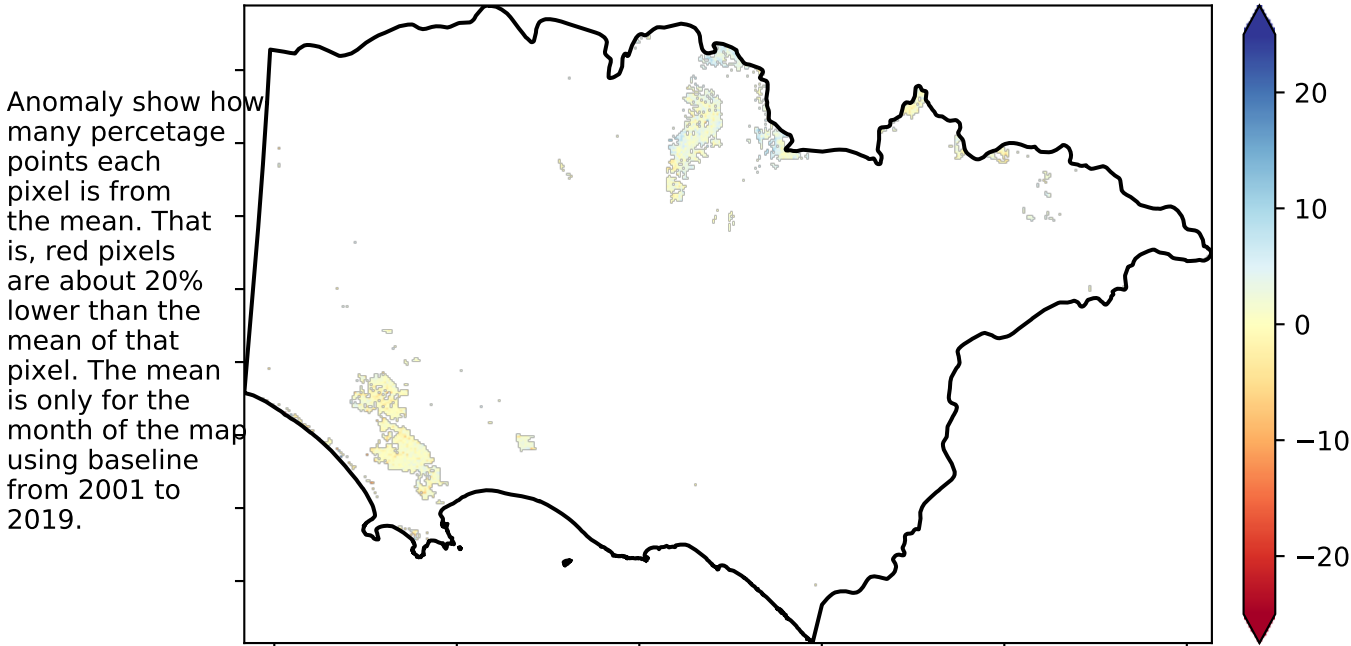 Anomaly show how
many percetage
points each
pixel is from
the mean. That
is, red pixels
are about 20%
lower than the
mean of that
pixel. The mean
is only for the
month of the map
using baseline
from 2001 to
2019.
20
10
0
−10
−20